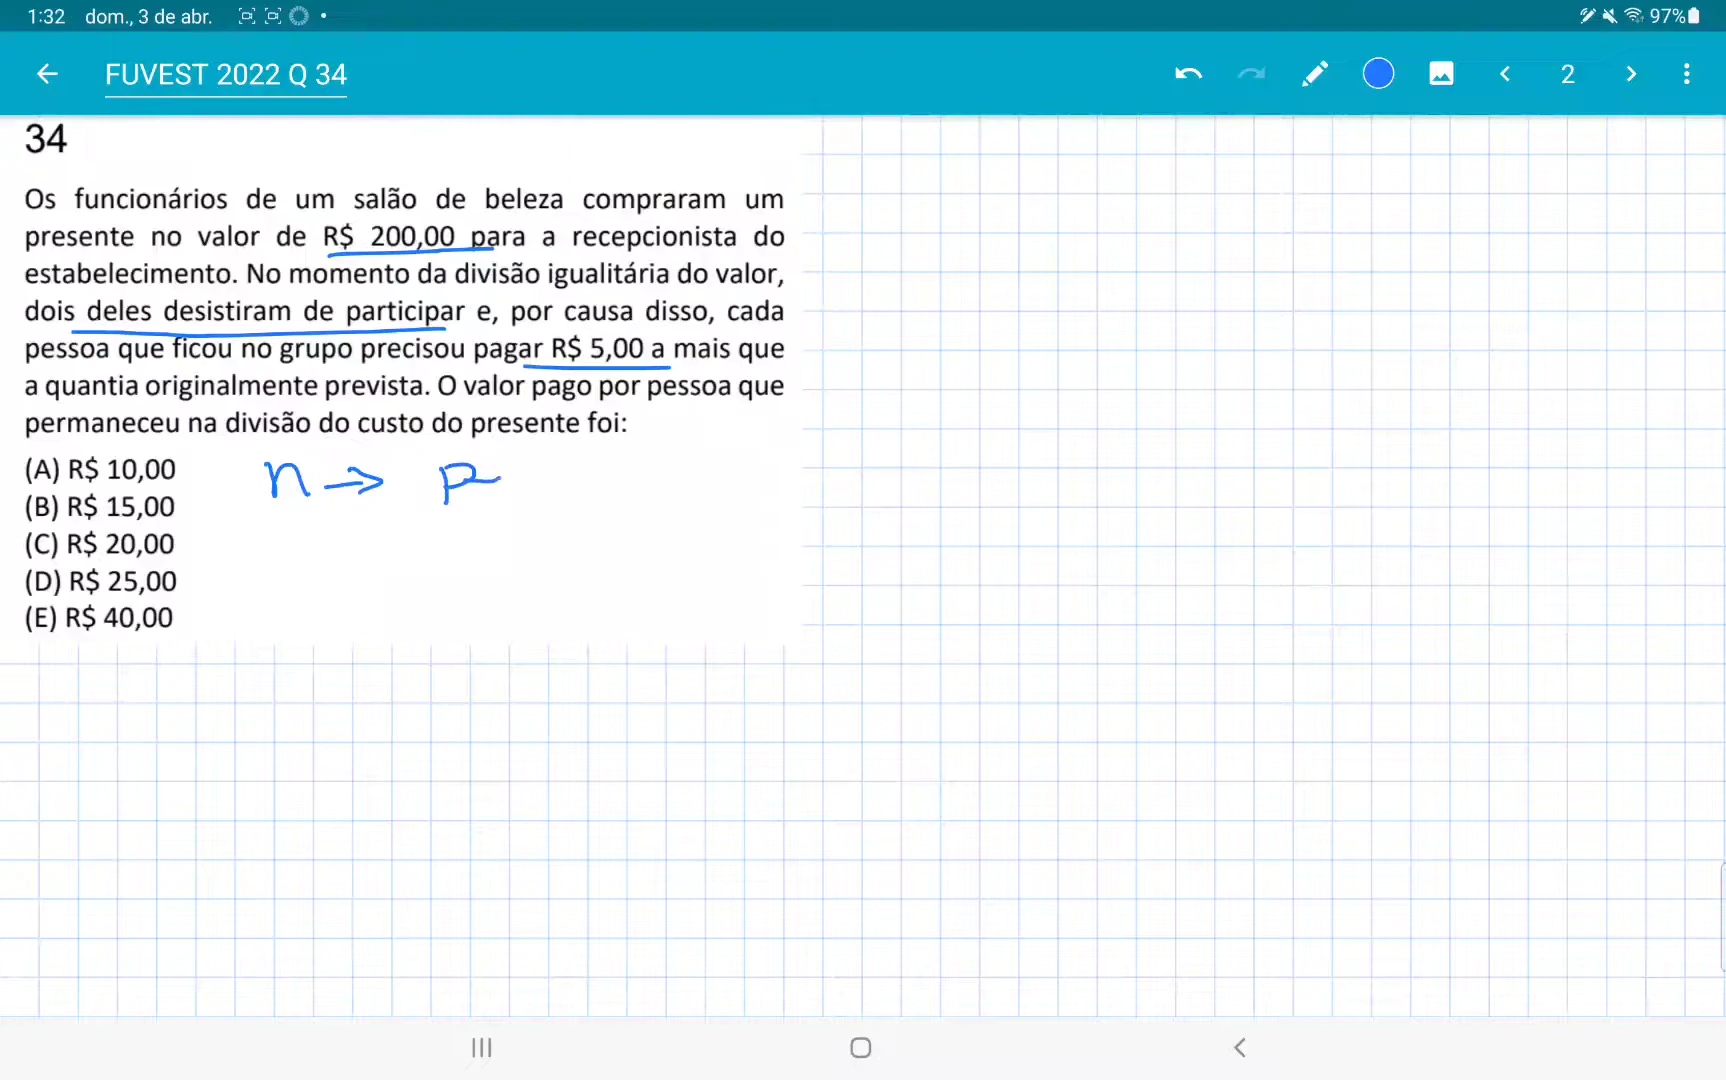 1:32 dom., 3 de abr. 97%
FUVEST 2022 Q 34 2
34
Os funcionários de um salão de beleza compraram um
presente no valor de R$ 200,00 para a recepcionista do
estabelecimento. No momento da divisão igualitária do valor,
dois deles desistiram de participar e, por causa disso, cada
pessoa que ficou no grupo precisou pagar R$ 5,00 a mais que
a quantia originalmente prevista. O valor pago por pessoa que
permaneceu na divisão do custo do presente foi:
(A) R$ 10,00
(B) R$ 15,00
(C) R$ 20,00
(D) R$ 25,00
(E) R$ 40,00
n → p